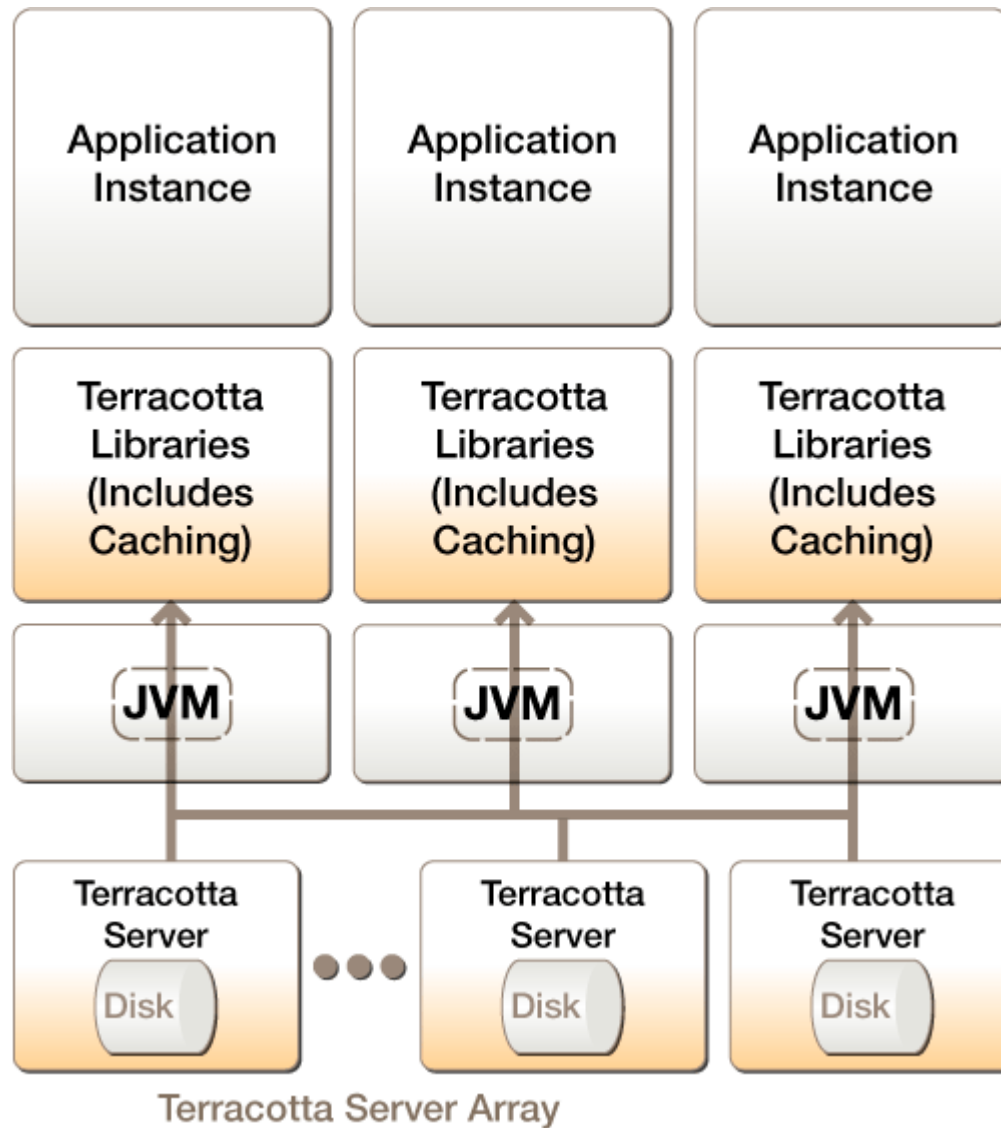 Application
Instance
Application
Instance
Application
Instance
Terracotta
Libraries
(Includes
Caching)
Terracotta
Libraries
(Includes
Caching)
Terracotta
Libraries
(Includes
Caching)
JVM
JVM
JVM
Terracotta
Server
Disk
Terracotta
Server
Disk
Terracotta
Server
Disk
Terracotta Server Array